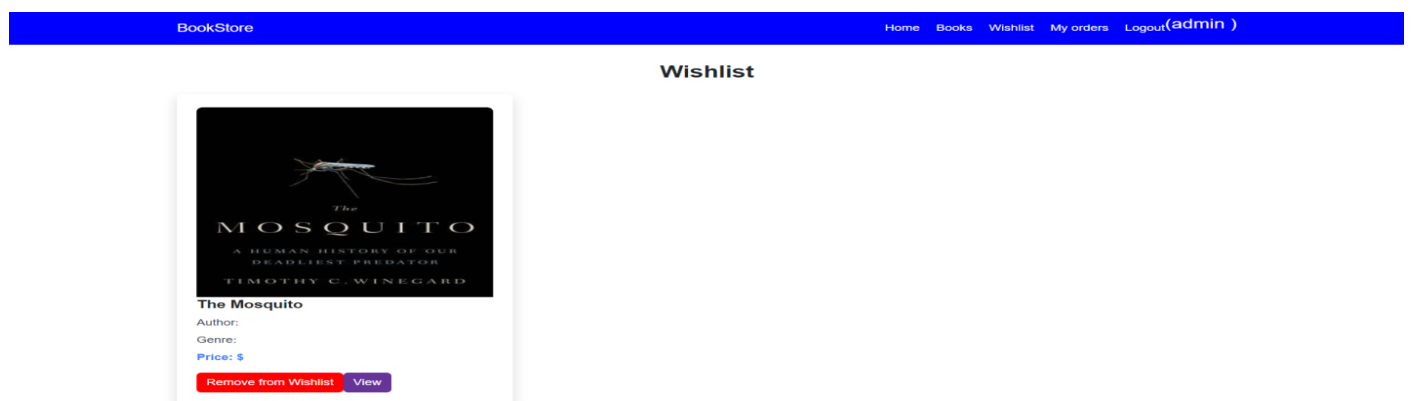 BookStore Home Books Wishlist My orders Logout(admin )
Wishlist
The
MOSQUITO
A HUMAN HISTORY OF OUR
DEADLIEST PREDATOR
TIMOTHY C. WINEGARD
The Mosquito
Author:
Genre:
Price: $
Remove from Wishlist View